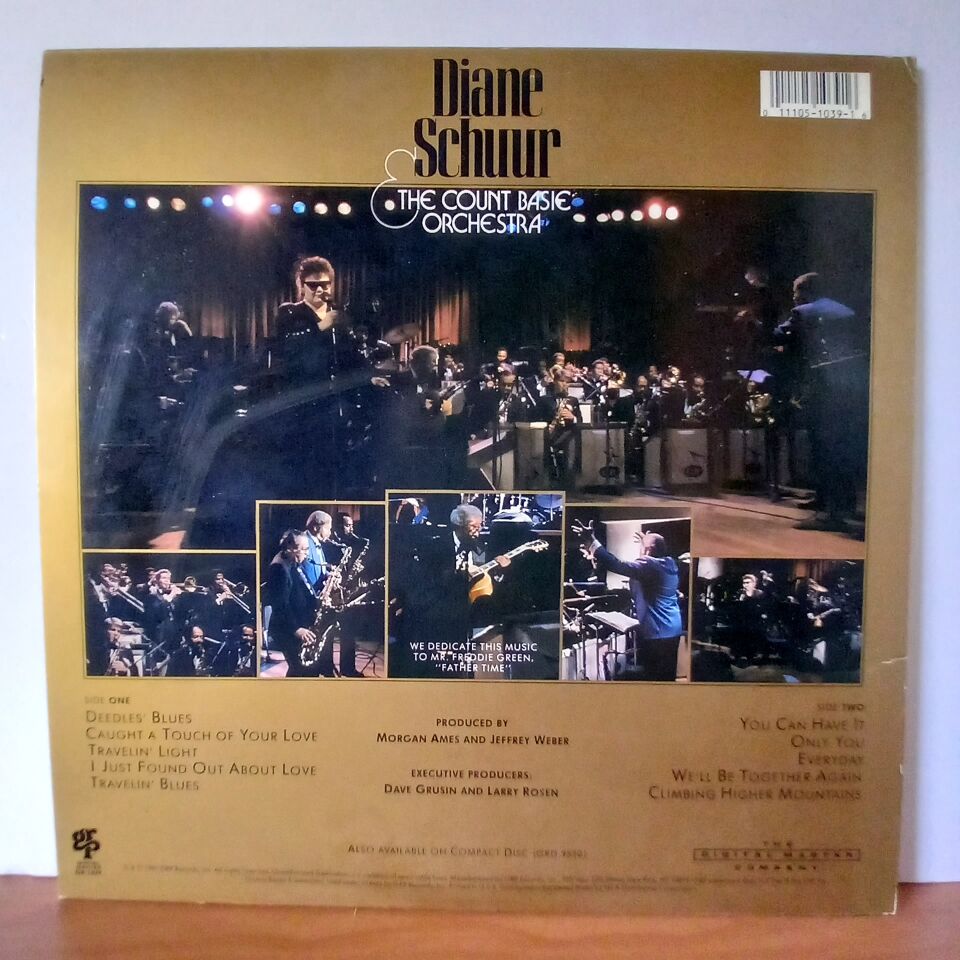 Diane
Schuur
& THE COUNT BASIE
ORCHESTRA
0 11105-1039-1 6
WE DEDICATE THIS MUSIC
TO MR. FREDDIE GREEN,
"FATHER TIME"
SIDE ONE
DEEDLES' BLUES
CAUGHT A TOUCH OF YOUR LOVE
TRAVELIN' LIGHT
I JUST FOUND OUT ABOUT LOVE
TRAVELIN' BLUES
PRODUCED BY
MORGAN AMES AND JEFFREY WEBER
EXECUTIVE PRODUCERS:
DAVE GRUSIN AND LARRY ROSEN
SIDE TWO
YOU CAN HAVE IT
ONLY YOU
EVERYDAY
WE'LL BE TOGETHER AGAIN
CLIMBING HIGHER MOUNTAINS
grp
ALSO AVAILABLE ON COMPACT DISC (GRD-9550)
THE
DIGITAL MASTER
COMPANY